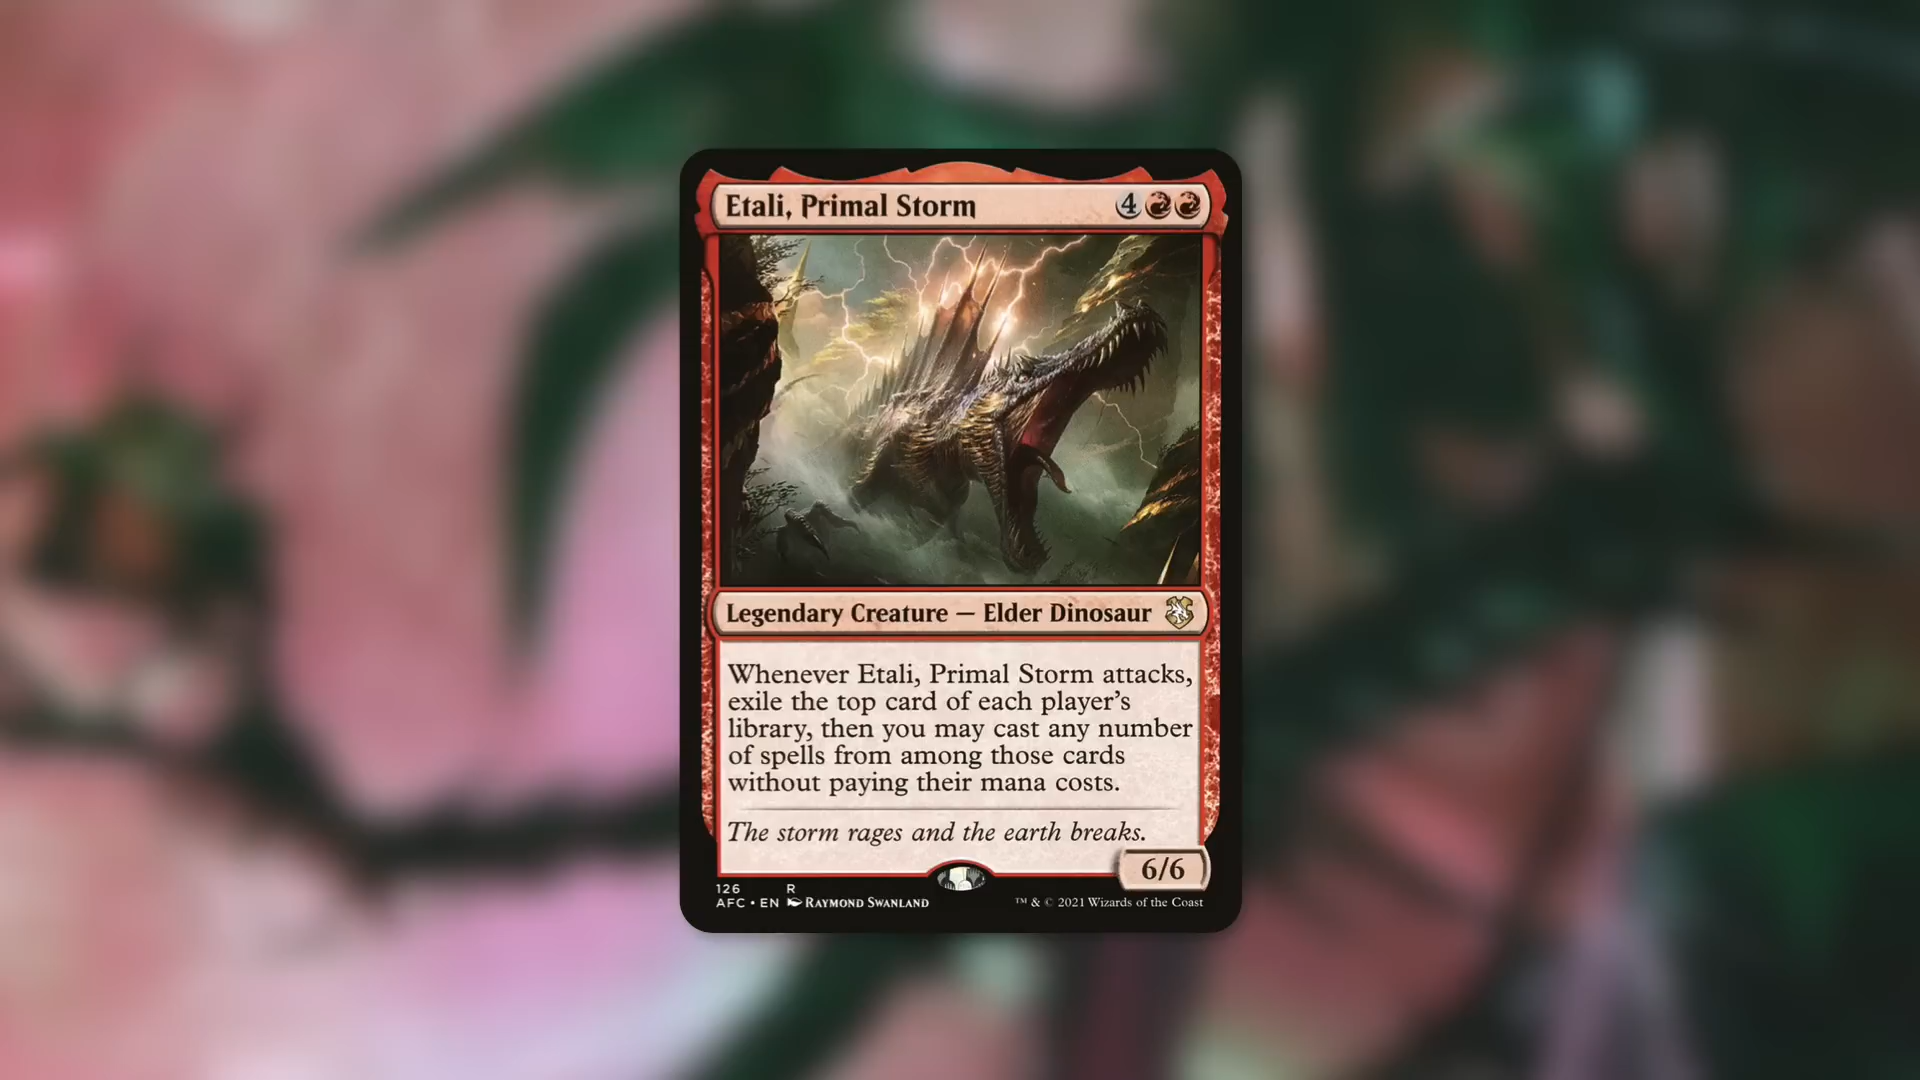 Etali, Primal Storm 4
Legendary Creature — Elder Dinosaur
Whenever Etali, Primal Storm attacks,
exile the top card of each player's
library, then you may cast any number
of spells from among those cards
without paying their mana costs.
The storm rages and the earth breaks.
6/6
126 R
AFC • EN Raymond Swanland
™ & © 2021 Wizards of the Coast